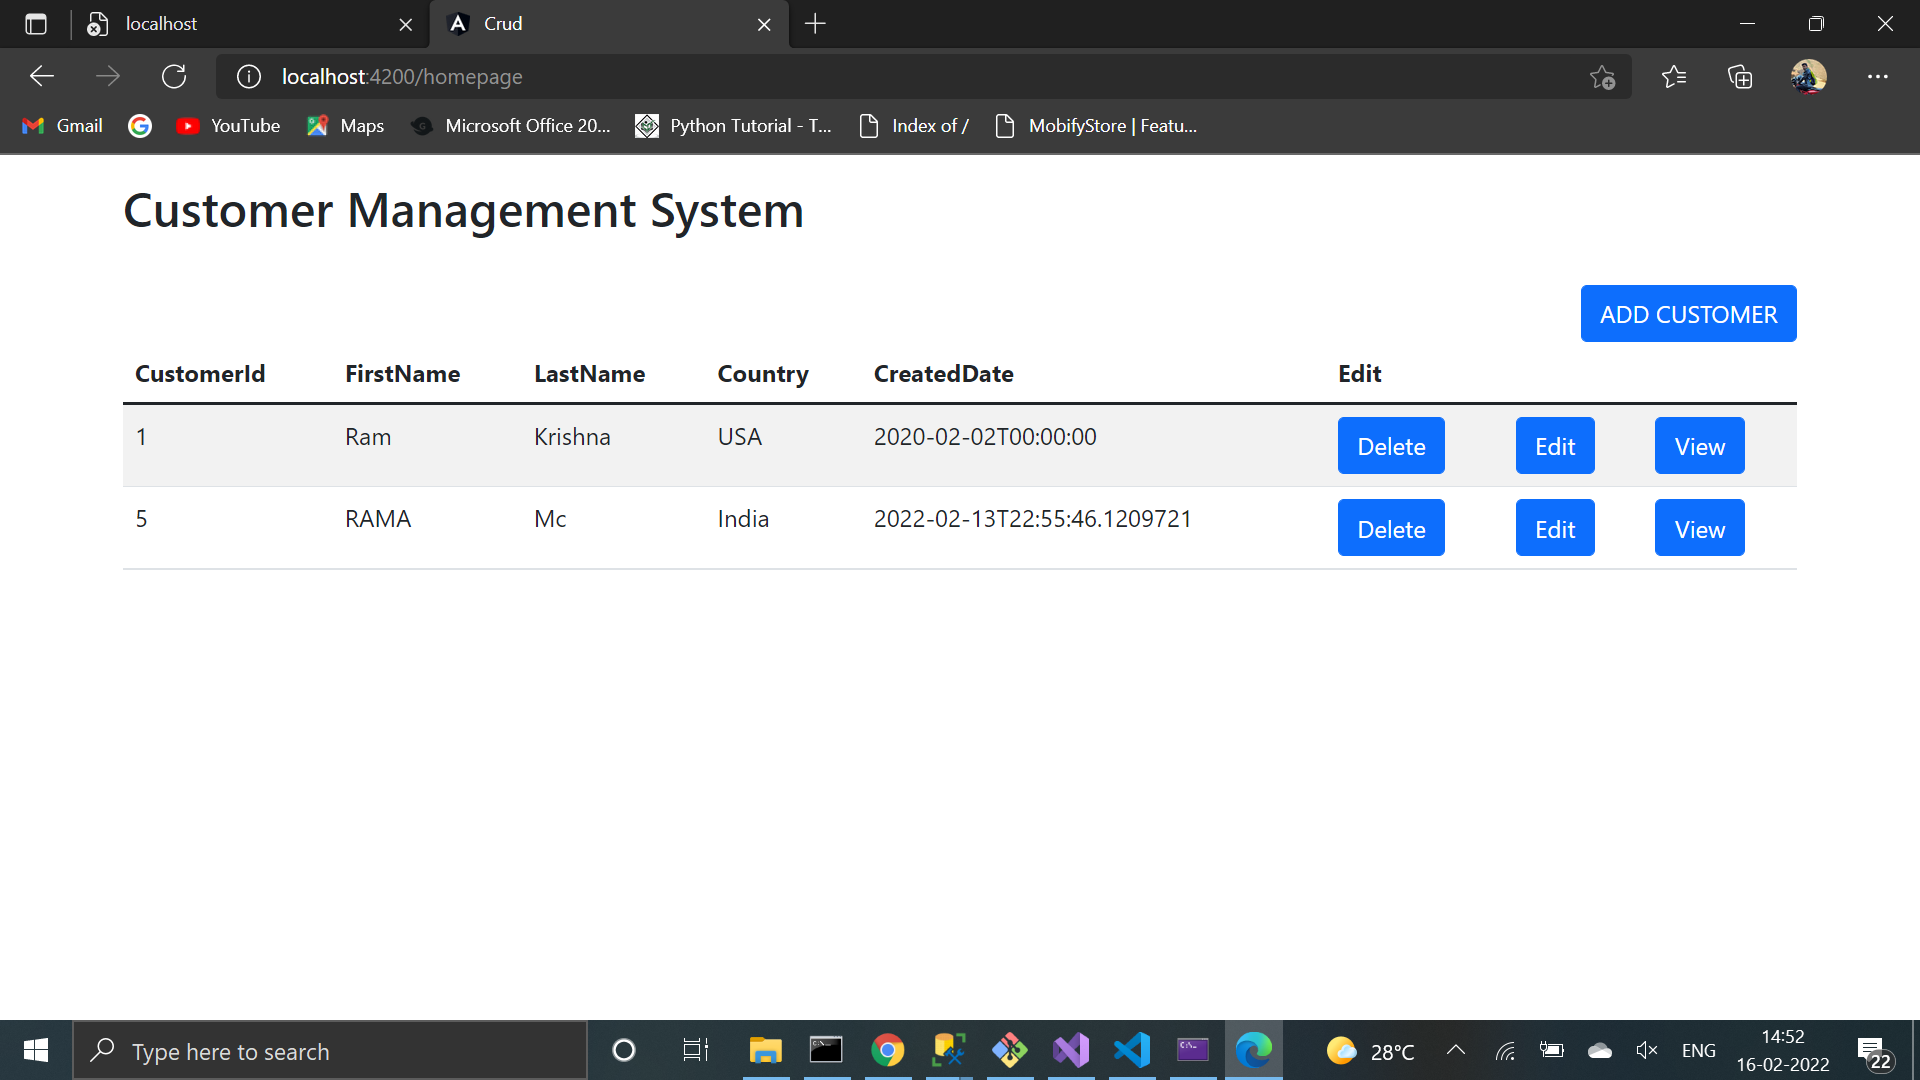 localhost
Crud
localhost:4200/homepage
Gmail
YouTube
Maps
Microsoft Office 20...
Python Tutorial - T...
Index of /
MobifyStore | Featu...
Customer Management System
ADD CUSTOMER
CustomerId FirstName LastName Country CreatedDate Edit
1 Ram Krishna USA 2020-02-02T00:00:00 Delete Edit View
5 RAMA Mc India 2022-02-13T22:55:46.1209721 Delete Edit View
Type here to search
28°C
ENG
14:52
16-02-2022
22